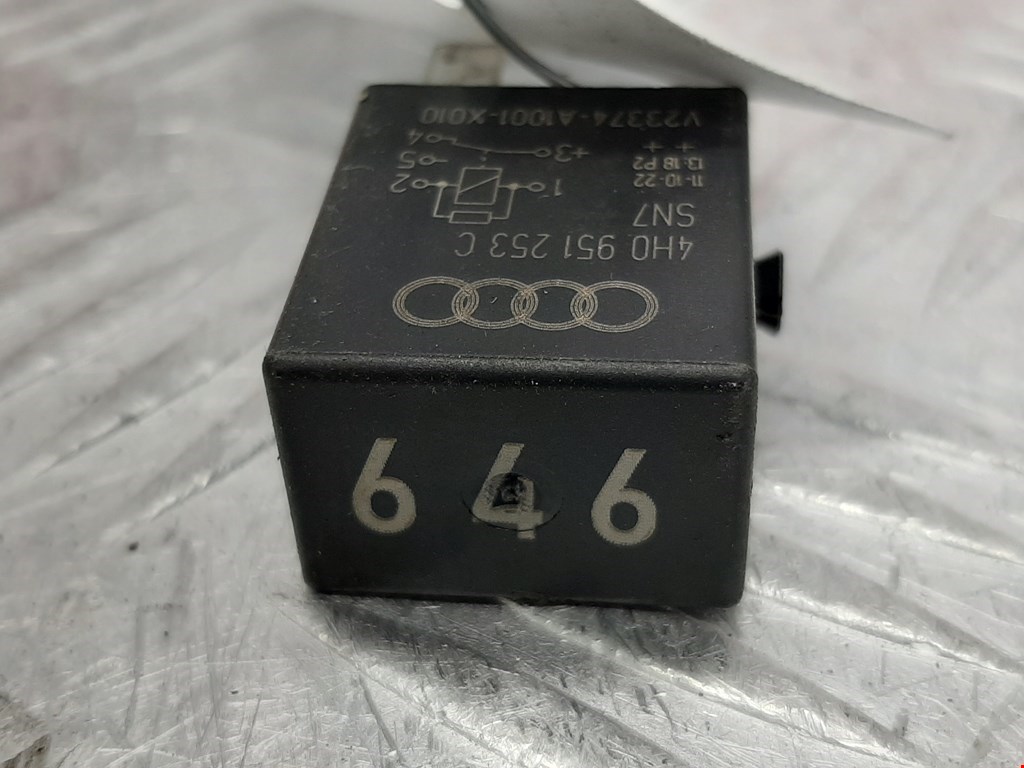 4H0 951 253 C
SN7
11-10-22
13:18 P2
+ +
1 2
5
+3 4
V23374-A1001-X010
646